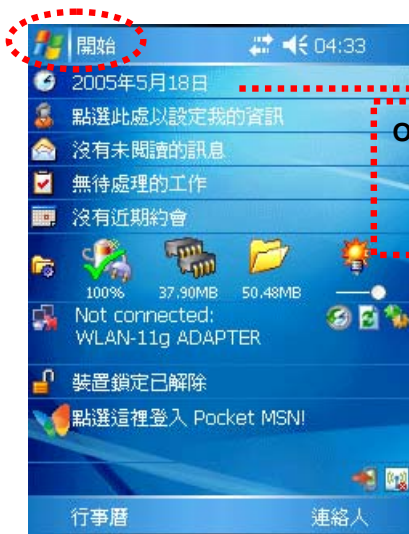 開始 04:33
2005年5月18日
點選此處以設定我的資訊
沒有未閱讀的訊息
無待處理的工作
沒有近期約會
100% 37.90MB 50.48MB
Not connected:
WLAN-11g ADAPTER
裝置鎖定已解除
點選這裡登入 Pocket MSN!
行事曆 連絡人